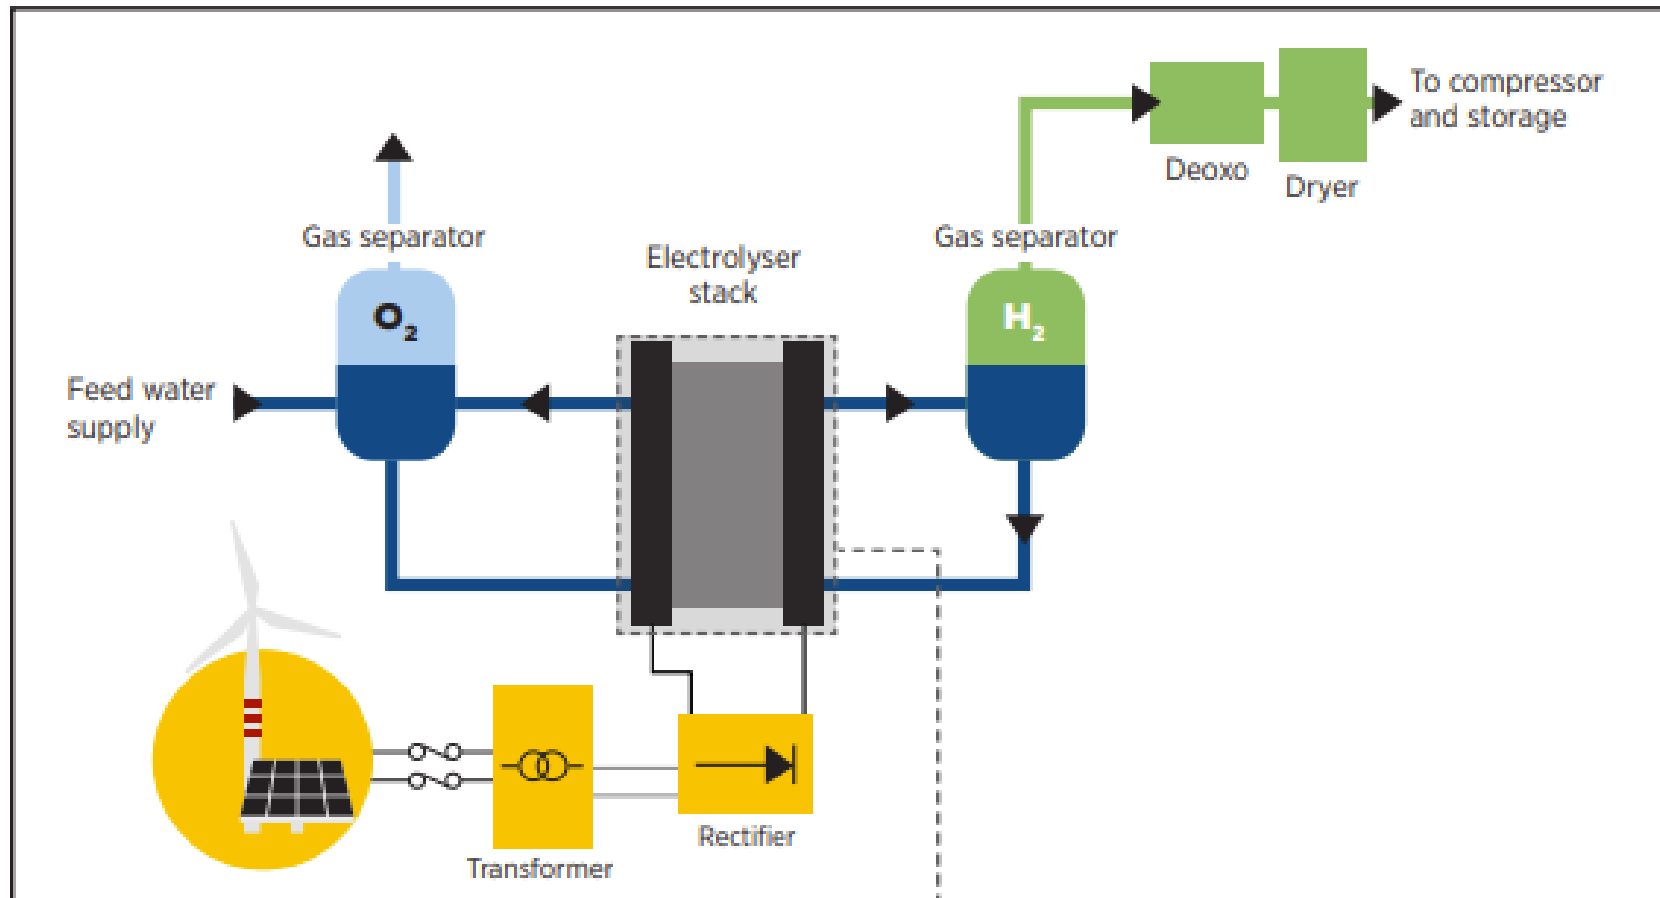 To compressor
and storage
Deoxo
Dryer
Gas separator
Gas separator
Electrolyser
stack
O2
H2
Feed water
supply
Rectifier
Transformer